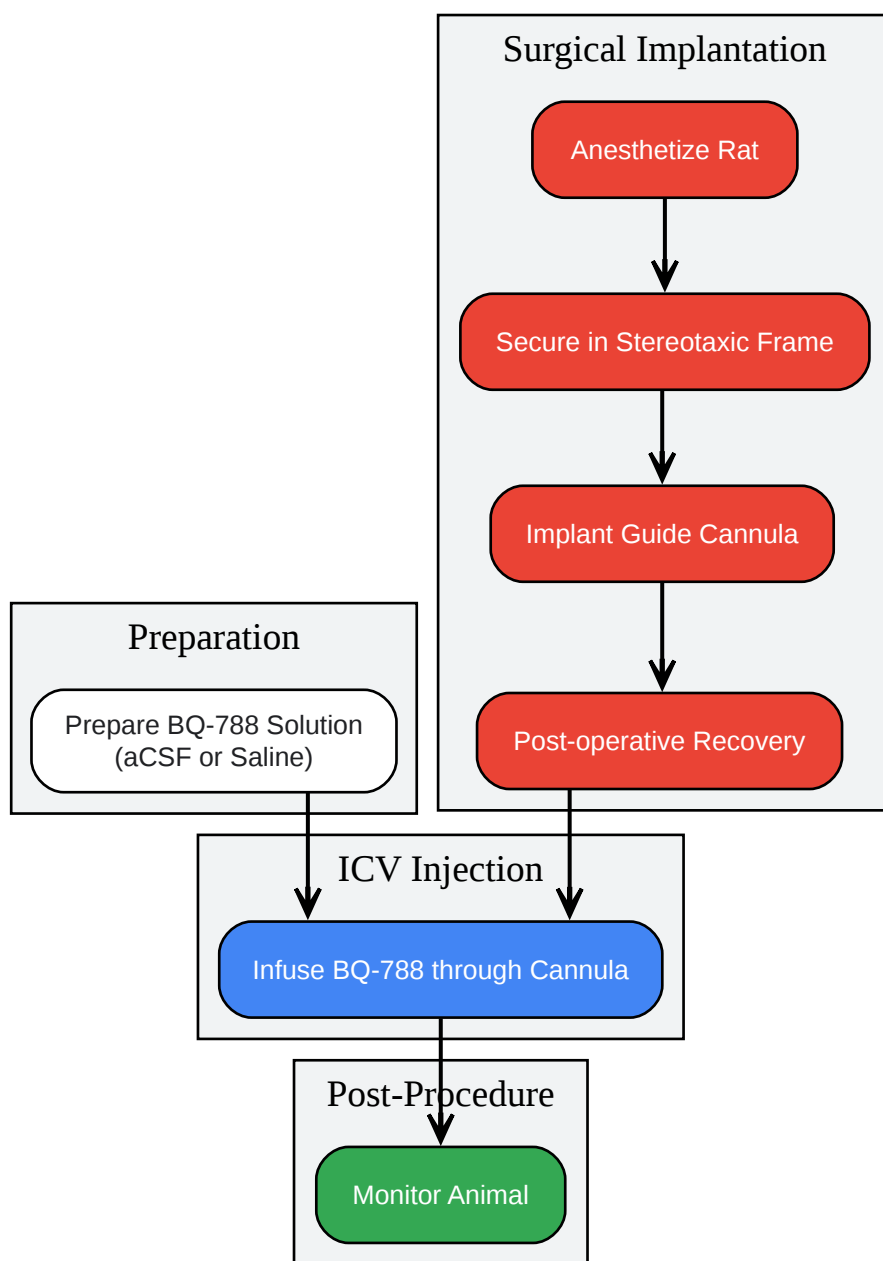 Surgical Implantation
Anesthetize Rat
Secure in Stereotaxic Frame
Implant Guide Cannula
Post-operative Recovery
Preparation
Prepare BQ-788 Solution
(aCSF or Saline)
ICV Injection
Infuse BQ-788 through Cannula
Post-Procedure
Monitor Animal